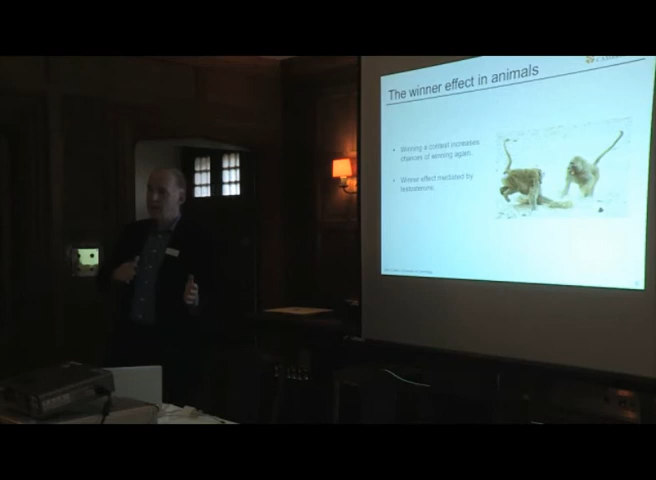 The winner effect in animals
• Winning a contest increases
chances of winning again.
• Winner effect mediated by
testosterone.